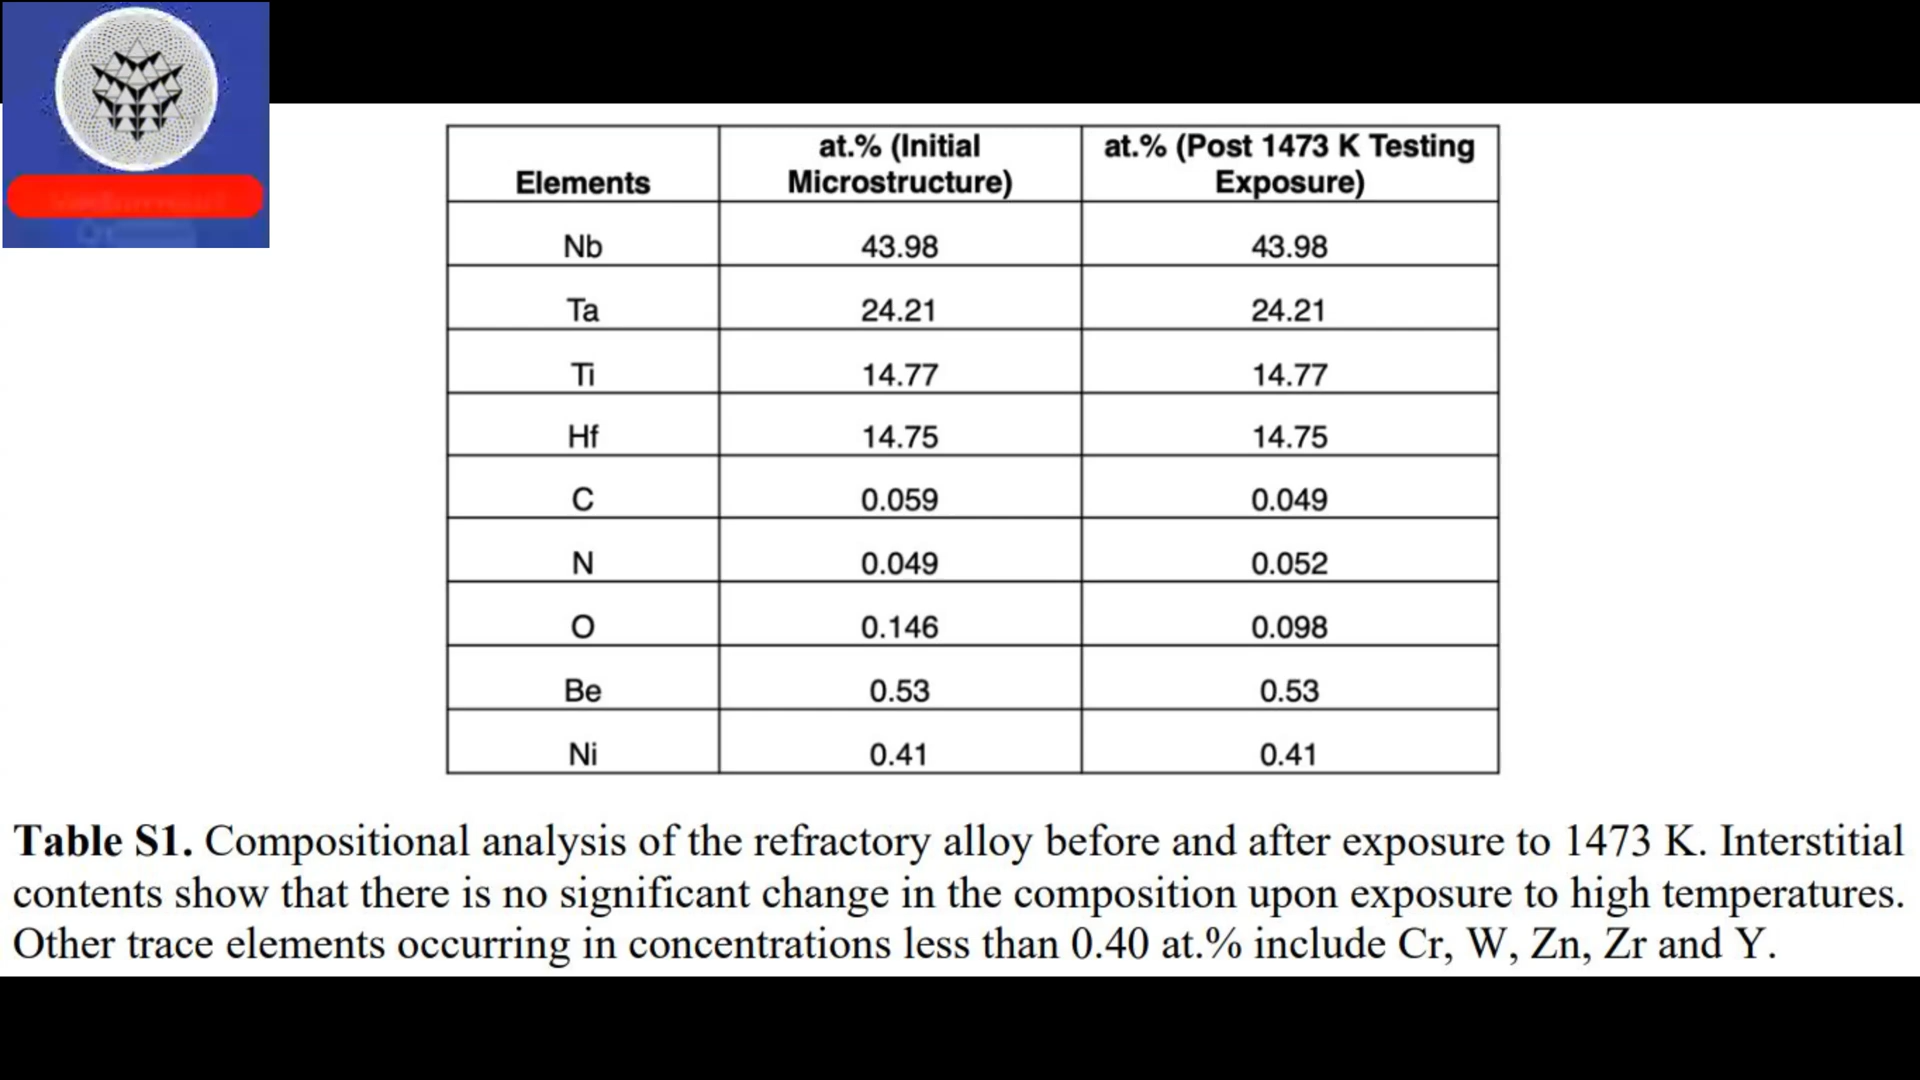 Elements at.% (Initial Microstructure) at.% (Post 1473 K Testing Exposure)
Nb 43.98 43.98
Ta 24.21 24.21
Ti 14.77 14.77
Hf 14.75 14.75
C 0.059 0.049
N 0.049 0.052
O 0.146 0.098
Be 0.53 0.53
Ni 0.41 0.41
Table S1. Compositional analysis of the refractory alloy before and after exposure to 1473 K. Interstitial
contents show that there is no significant change in the composition upon exposure to high temperatures.
Other trace elements occurring in concentrations less than 0.40 at.% include Cr, W, Zn, Zr and Y.